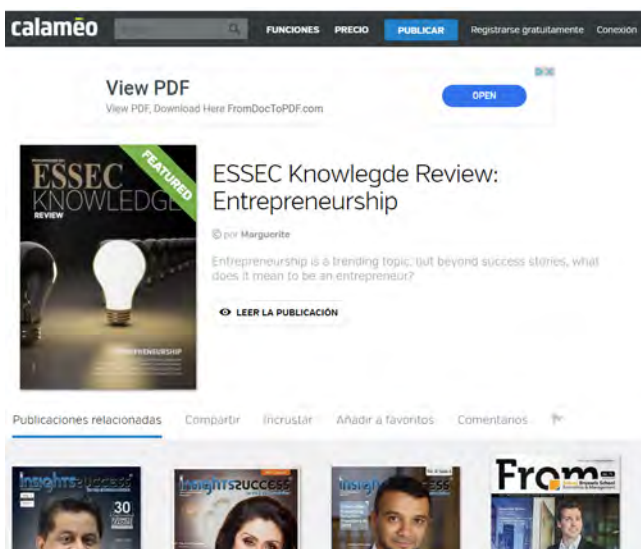 calamēo
FUNCIONES PRECIO PUBLICAR Registrarse gratuitamente Conexión
View PDF
View PDF, Download Here FromDocToPDF.com
OPEN
FEATURED
ESSEC
KNOWLEDGE
REVIEW
ESSEC Knowlegde Review:
Entrepreneurship
© por Marguerite
Entrepreneurship is a trending topic, but beyond success stories, what
does it mean to be an entrepreneur?
LEER LA PUBLICACIÓN
Publicaciones relacionadas Compartir Incrustar Añadir a favoritos Comentarios
Insightssuccess
30
Insightssuccess
From